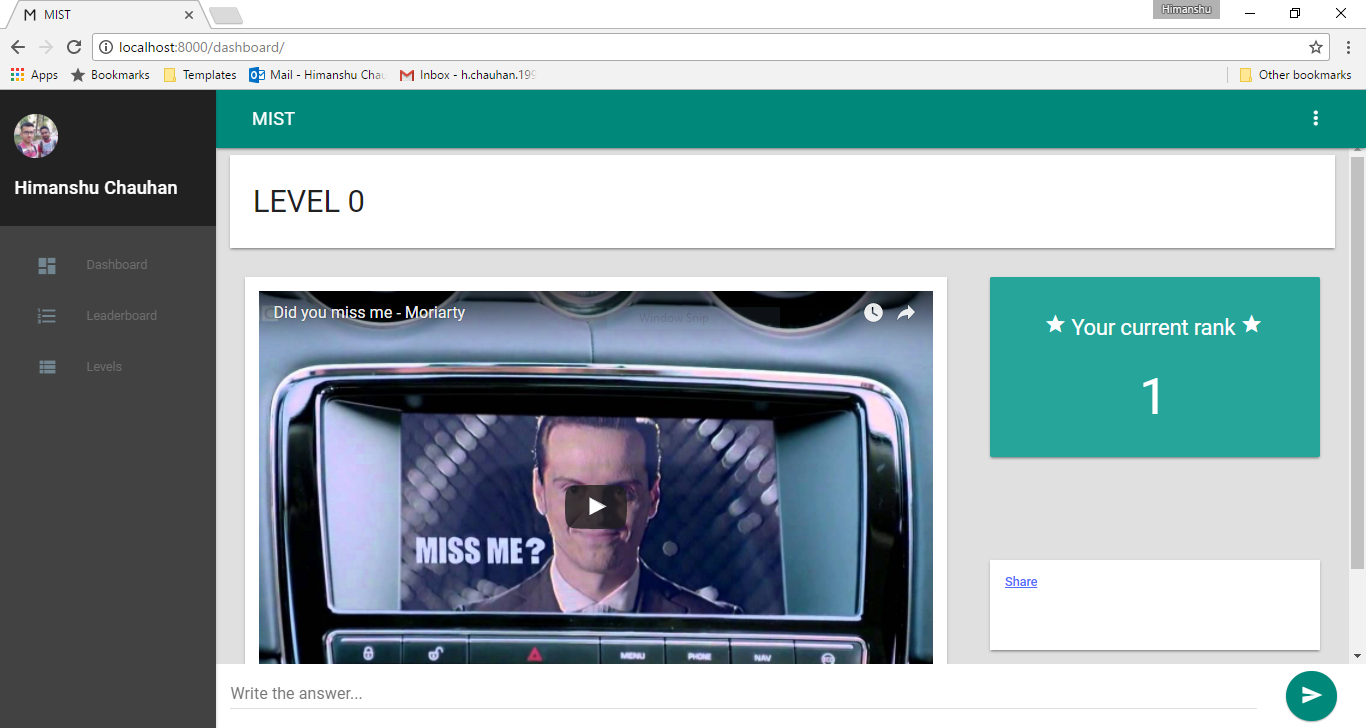 MIST
Himanshu
localhost:8000/dashboard/
Apps
Bookmarks
Templates
Mail - Himanshu Chau
Inbox - h.chauhan.199
Other bookmarks
Himanshu Chauhan
MIST
Dashboard
Leaderboard
Levels
LEVEL 0
Did you miss me - Moriarty
Window Snip
MISS ME?
MENU
PHONE
NAV
Your current rank
1
Share
Write the answer...